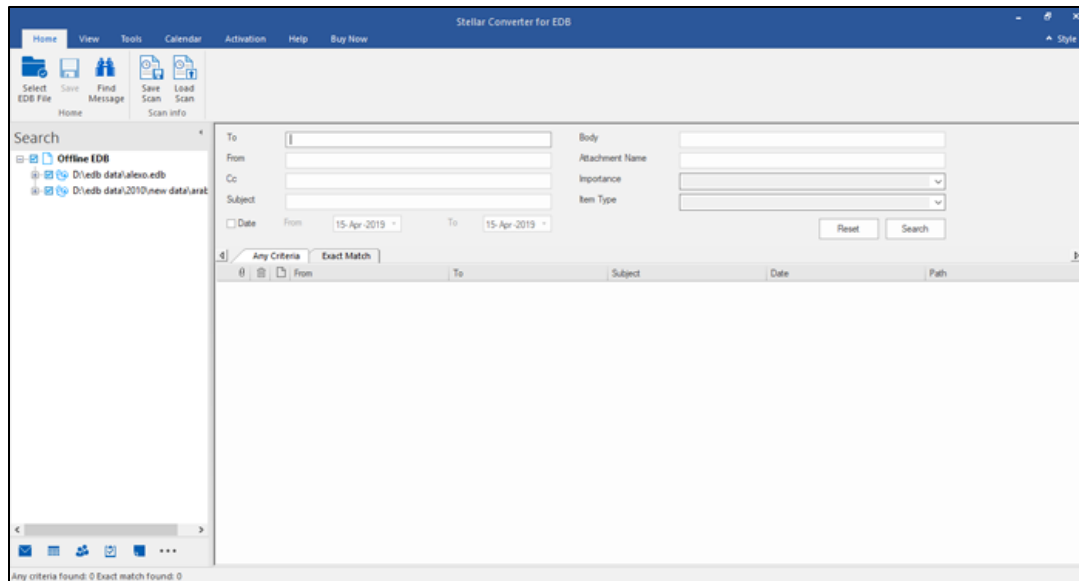 Stellar Converter for EDB
Home View Tools Calendar Activation Help Buy Now Style
Select EDB File
Save
Find Message
Save Scan
Load Scan
Home
Scan info
Search
Offline EDB
D:\edb data\alexo.edb
D:\edb data\2010\new data\arab
To
From
Cc
Subject
Date From 15-Apr-2019 To 15-Apr-2019
Body
Attachment Name
Importance
Item Type
Reset Search
Any Criteria Exact Match
From To Subject Date Path
Any criteria found: 0 Exact match found: 0